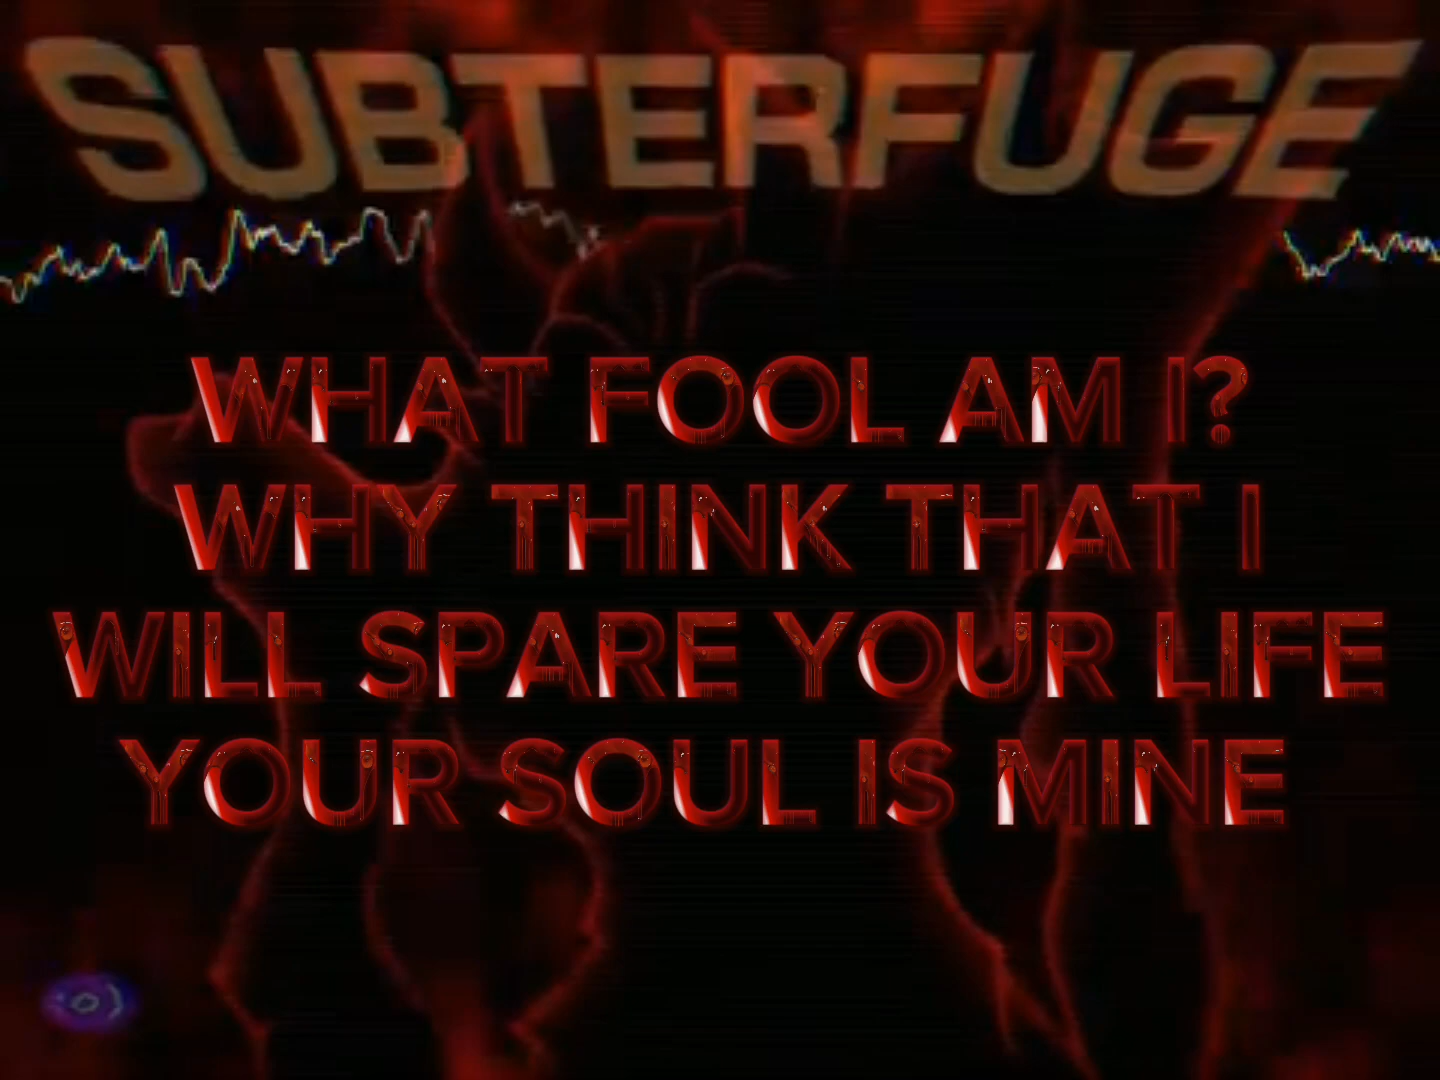 SUBTERFUGE
WHAT FOOL AM I?
WHY THINK THAT I
WILL SPARE YOUR LIFE
YOUR SOUL IS MINE